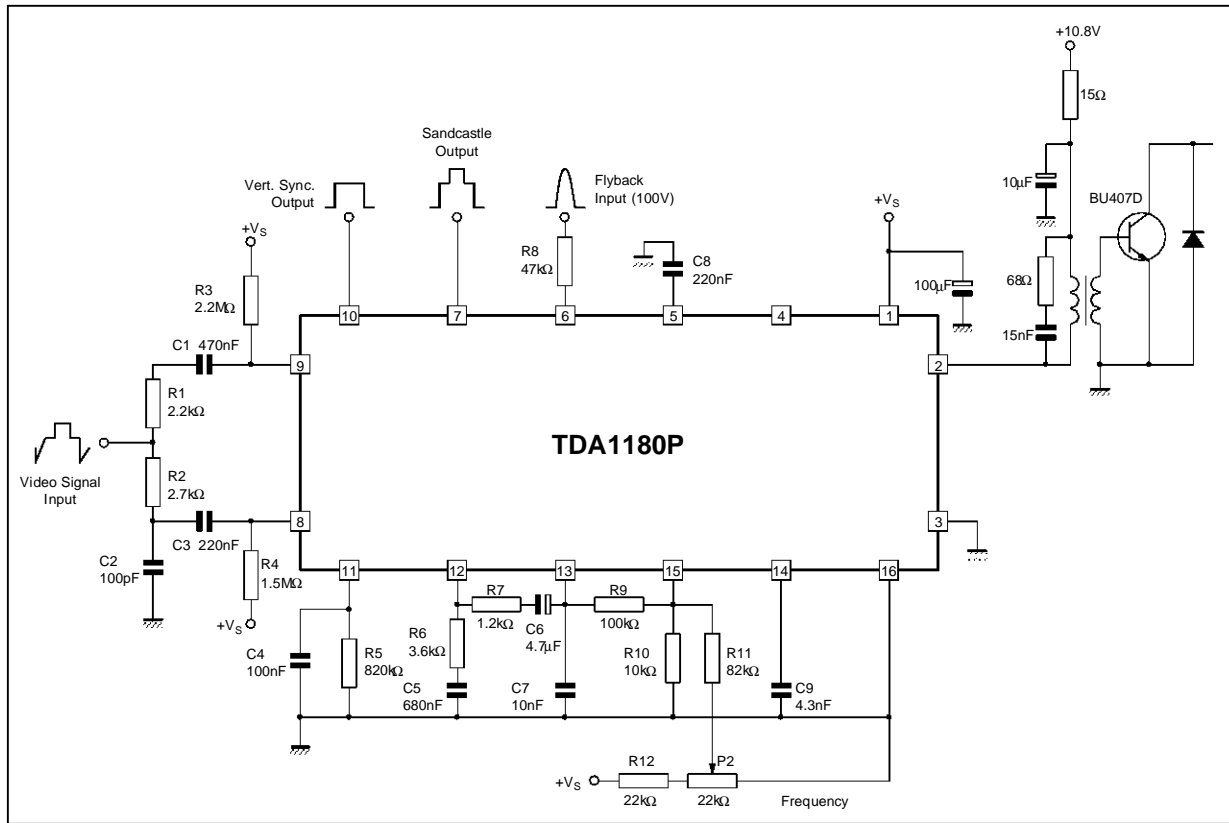 +10.8V
15Ω
10μF
BU407D
68Ω
15nF
Sandcastle
Output
Vert. Sync.
Output
Flyback
Input (100V)
+VS
+VS
R3
2.2MΩ
R8
47kΩ
C8
220nF
100μF
10
7
6
5
4
1
C1 470nF
9
2
R1
2.2kΩ
TDA1180P
Video Signal
Input
R2
2.7kΩ
8
3
C3 220nF
C2
100pF
R4
1.5MΩ
+VS
11
12
13
15
14
16
R7
1.2kΩ
C6
4.7μF
R9
100kΩ
R6
3.6kΩ
C4
100nF
R5
820kΩ
C5
680nF
C7
10nF
R10
10kΩ
R11
82kΩ
C9
4.3nF
+VS
R12
22kΩ
P2
22kΩ
Frequency